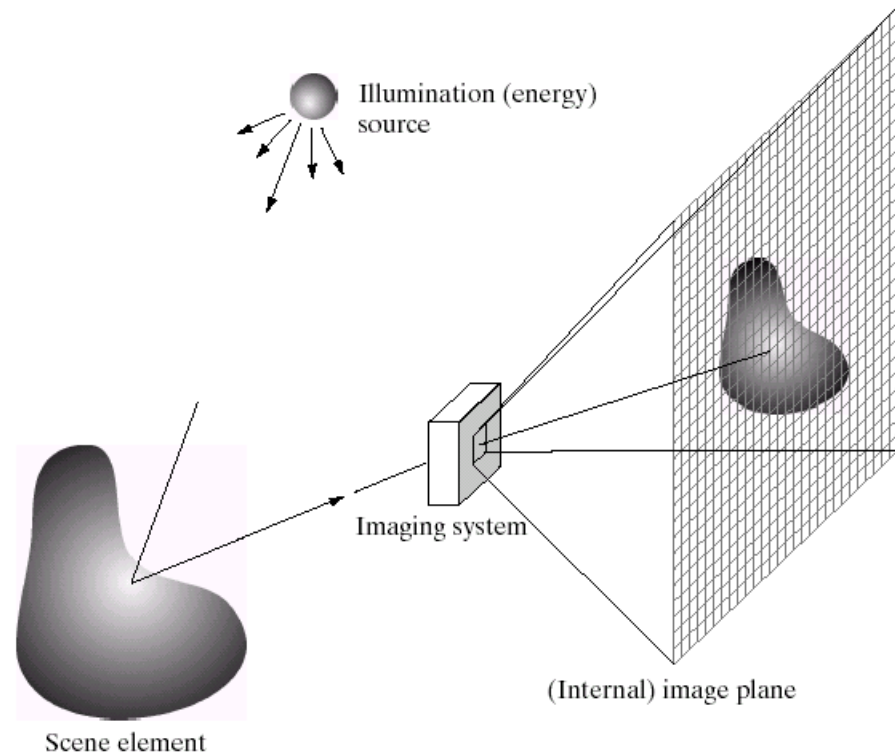 Illumination (energy)
source
Imaging system
(Internal) image plane
Scene element